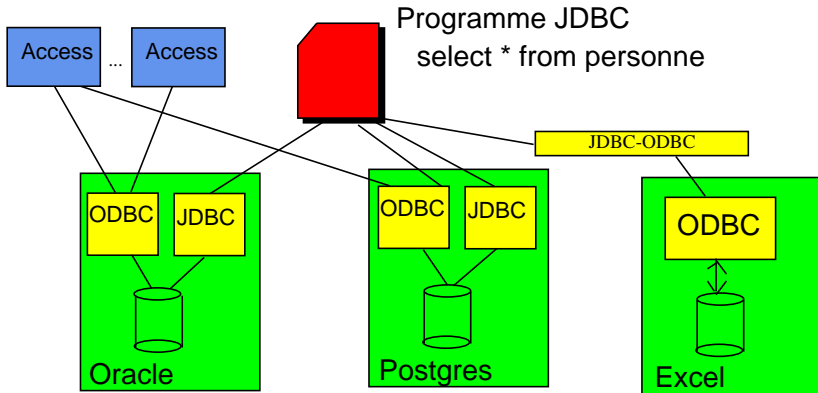 Programme JDBC
select * from personne
Access ... Access
JDBC-ODBC
ODBC JDBC
ODBC JDBC
ODBC
Oracle
Postgres
Excel